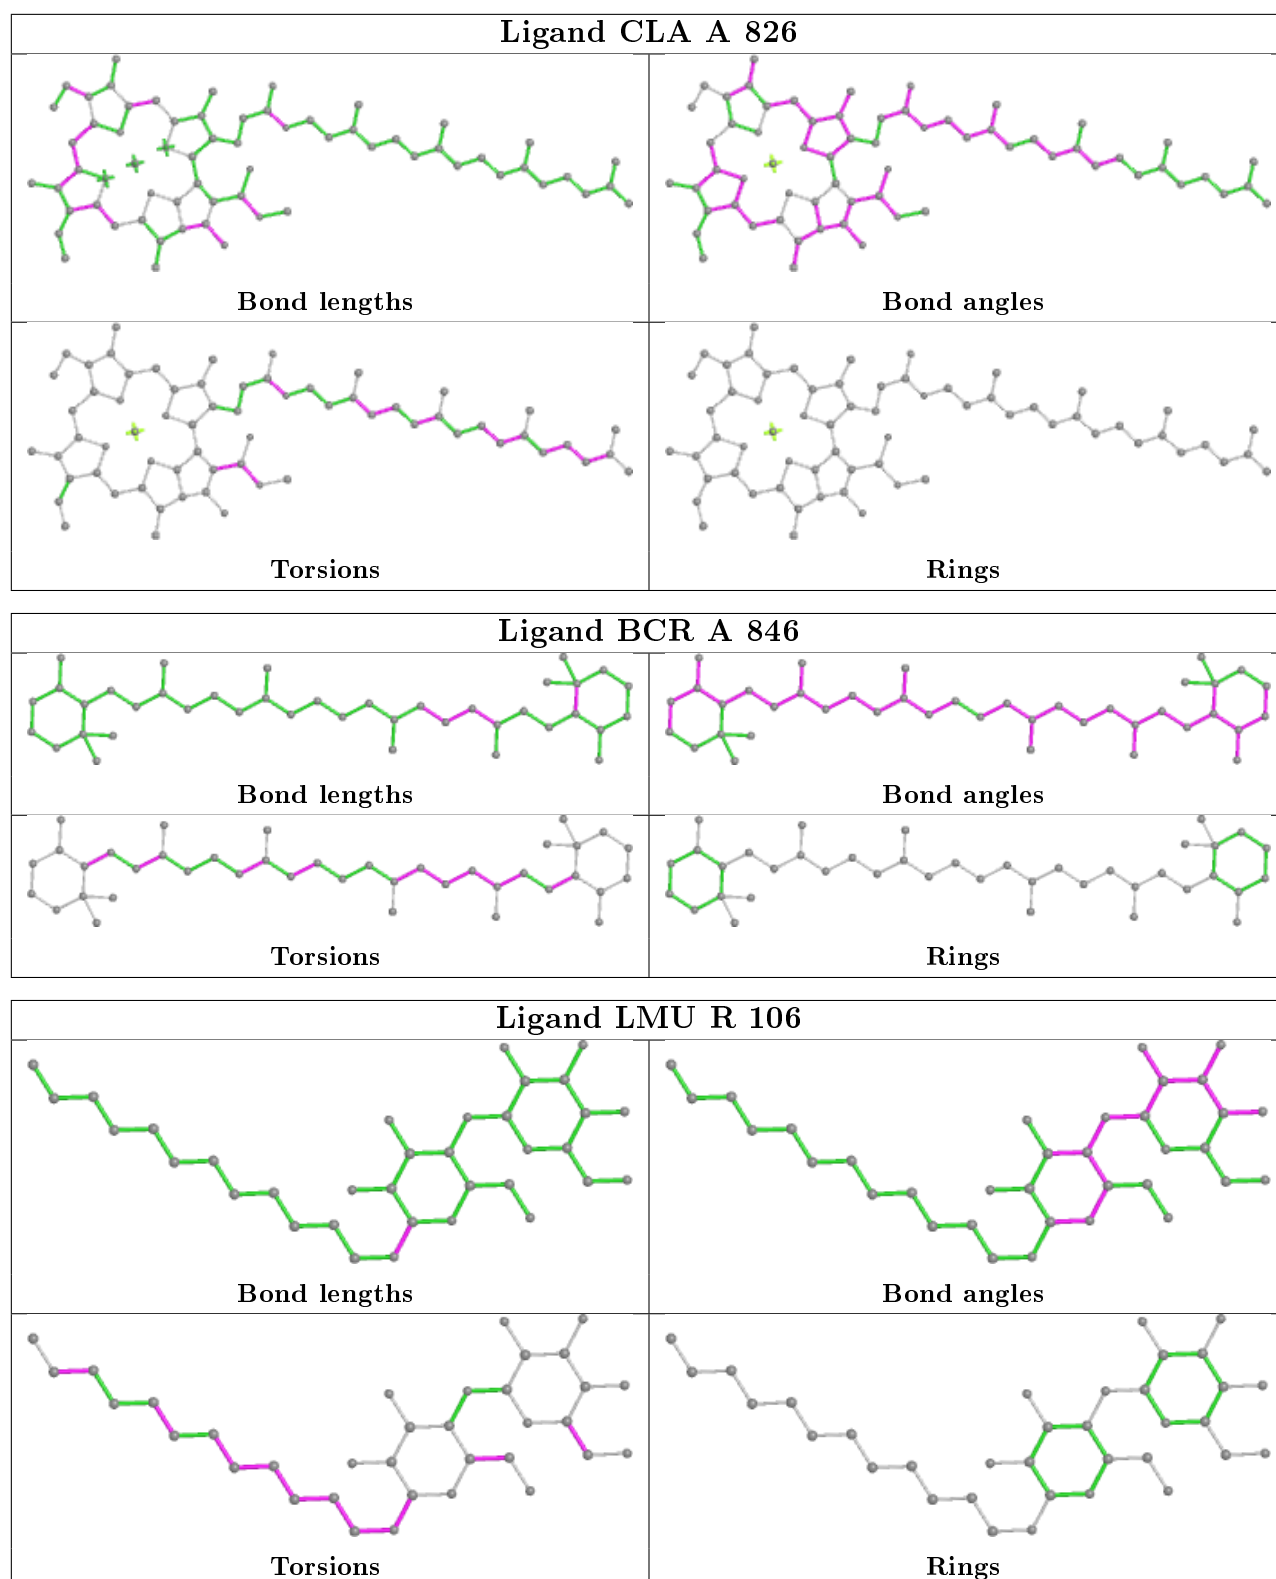 Ligand CLA A 826
Bond lengths
Bond angles
Torsions
Rings
Ligand BCR A 846
Bond lengths
Bond angles
Torsions
Rings
Ligand LMU R 106
Bond lengths
Bond angles
Torsions
Rings